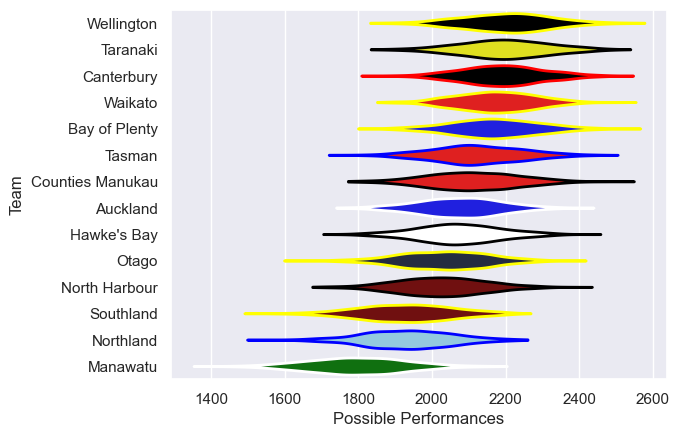 Wellington
Taranaki
Canterbury
Waikato
Bay of Plenty
Tasman
Counties Manukau
Auckland
Hawke's Bay
Otago
North Harbour
Southland
Northland
Manawatu
Team
1400 1600 1800 2000 2200 2400 2600
Possible Performances